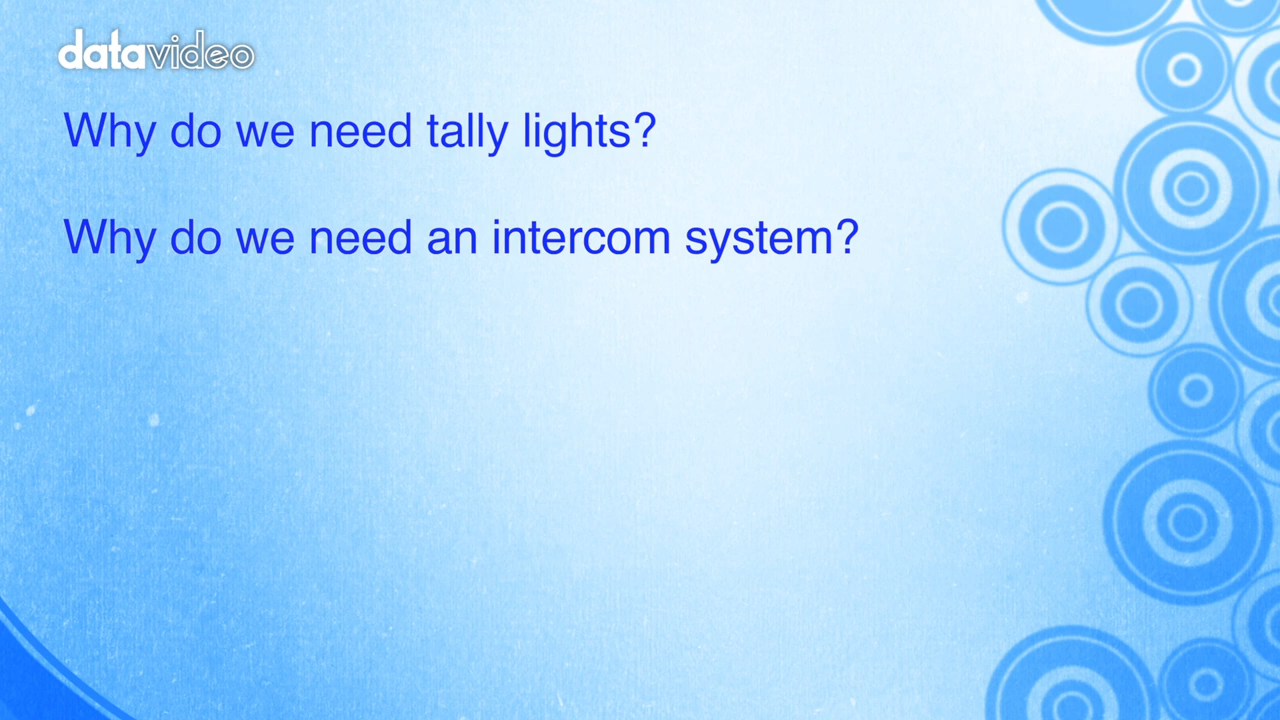 datavideo
Why do we need tally lights?
Why do we need an intercom system?